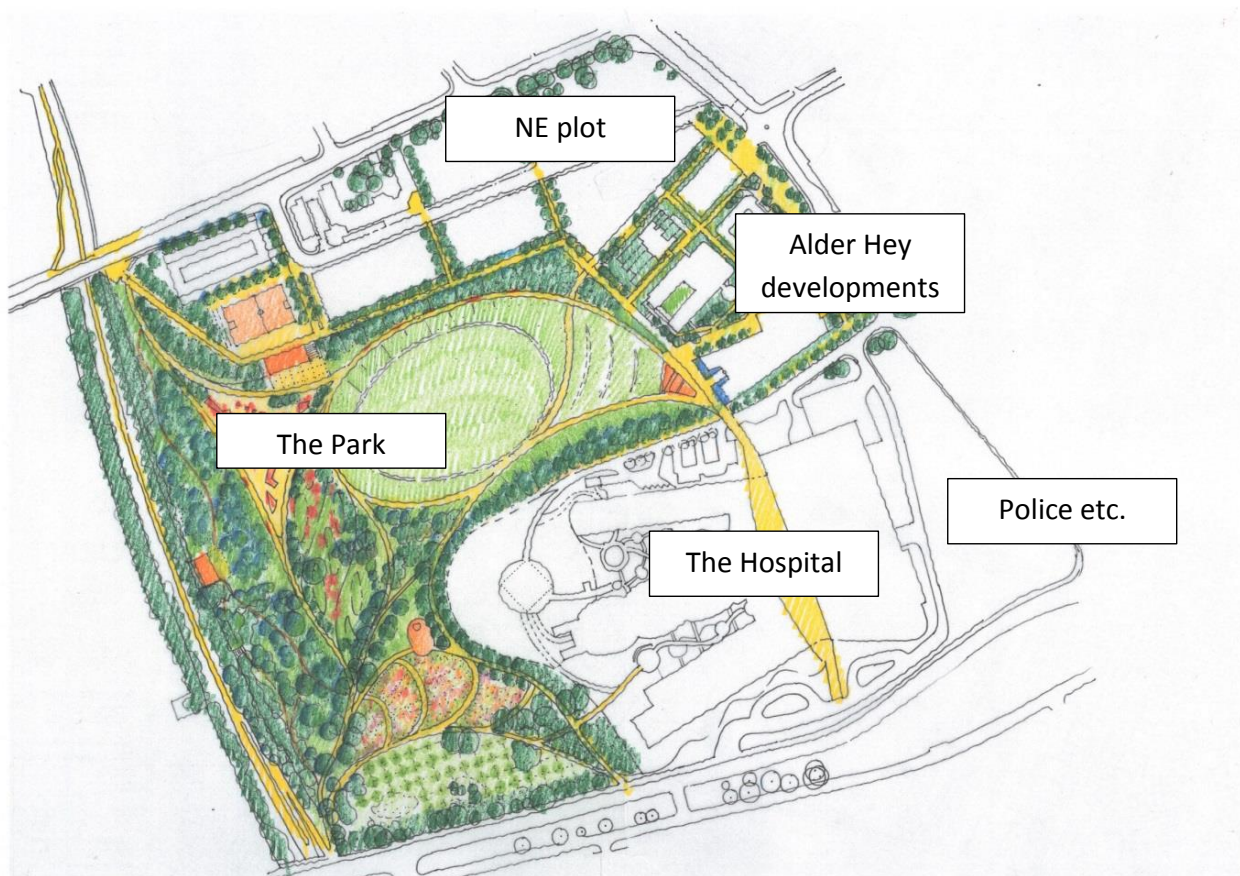 NE plot
Alder Hey
developments
The Park
Police etc.
The Hospital